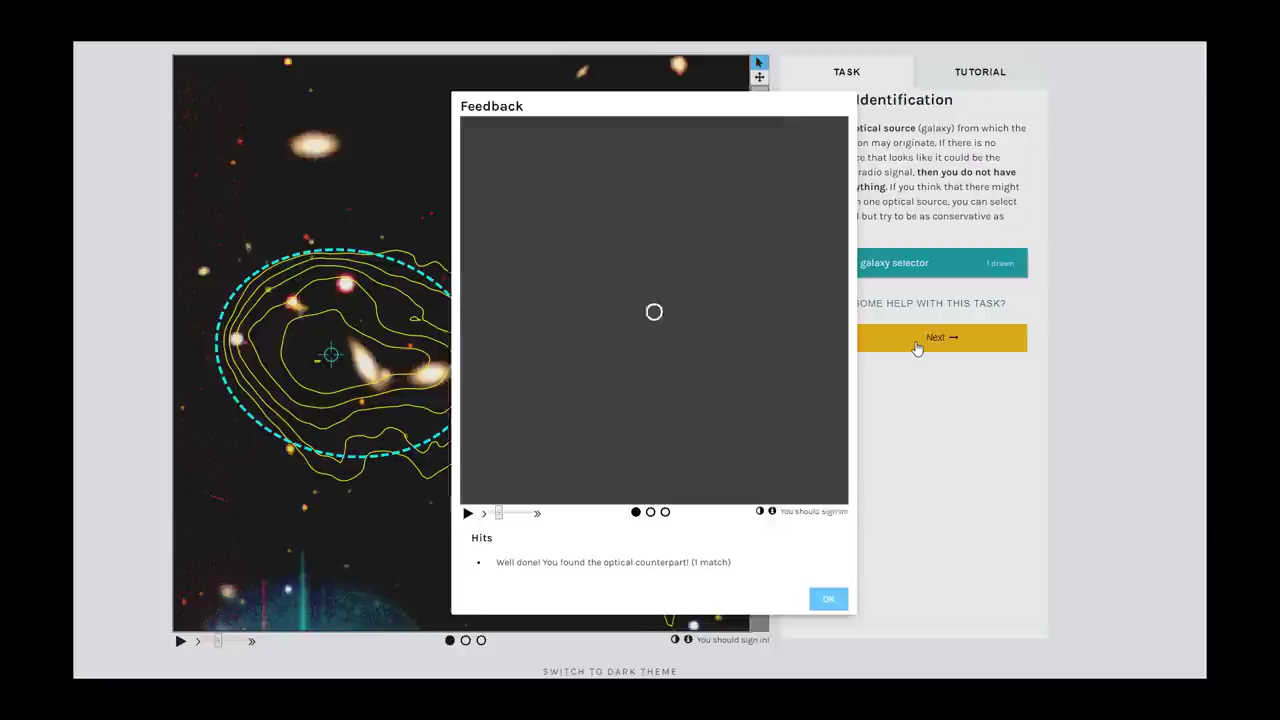 TASK
TUTORIAL
Feedback
Identification
optical source (galaxy) from which the
may originate. If there is no
that looks like it could be the
radio signal, then you do not have
If you think that there might
one optical source, you can select
but try to be as conservative as
galaxy selector
1 drawn
SOME HELP WITH THIS TASK?
Next
You should sign in!
Hits
Well done! You found the optical counterpart! (1 match)
OK
You should sign in!
SWITCH TO DARK THEME